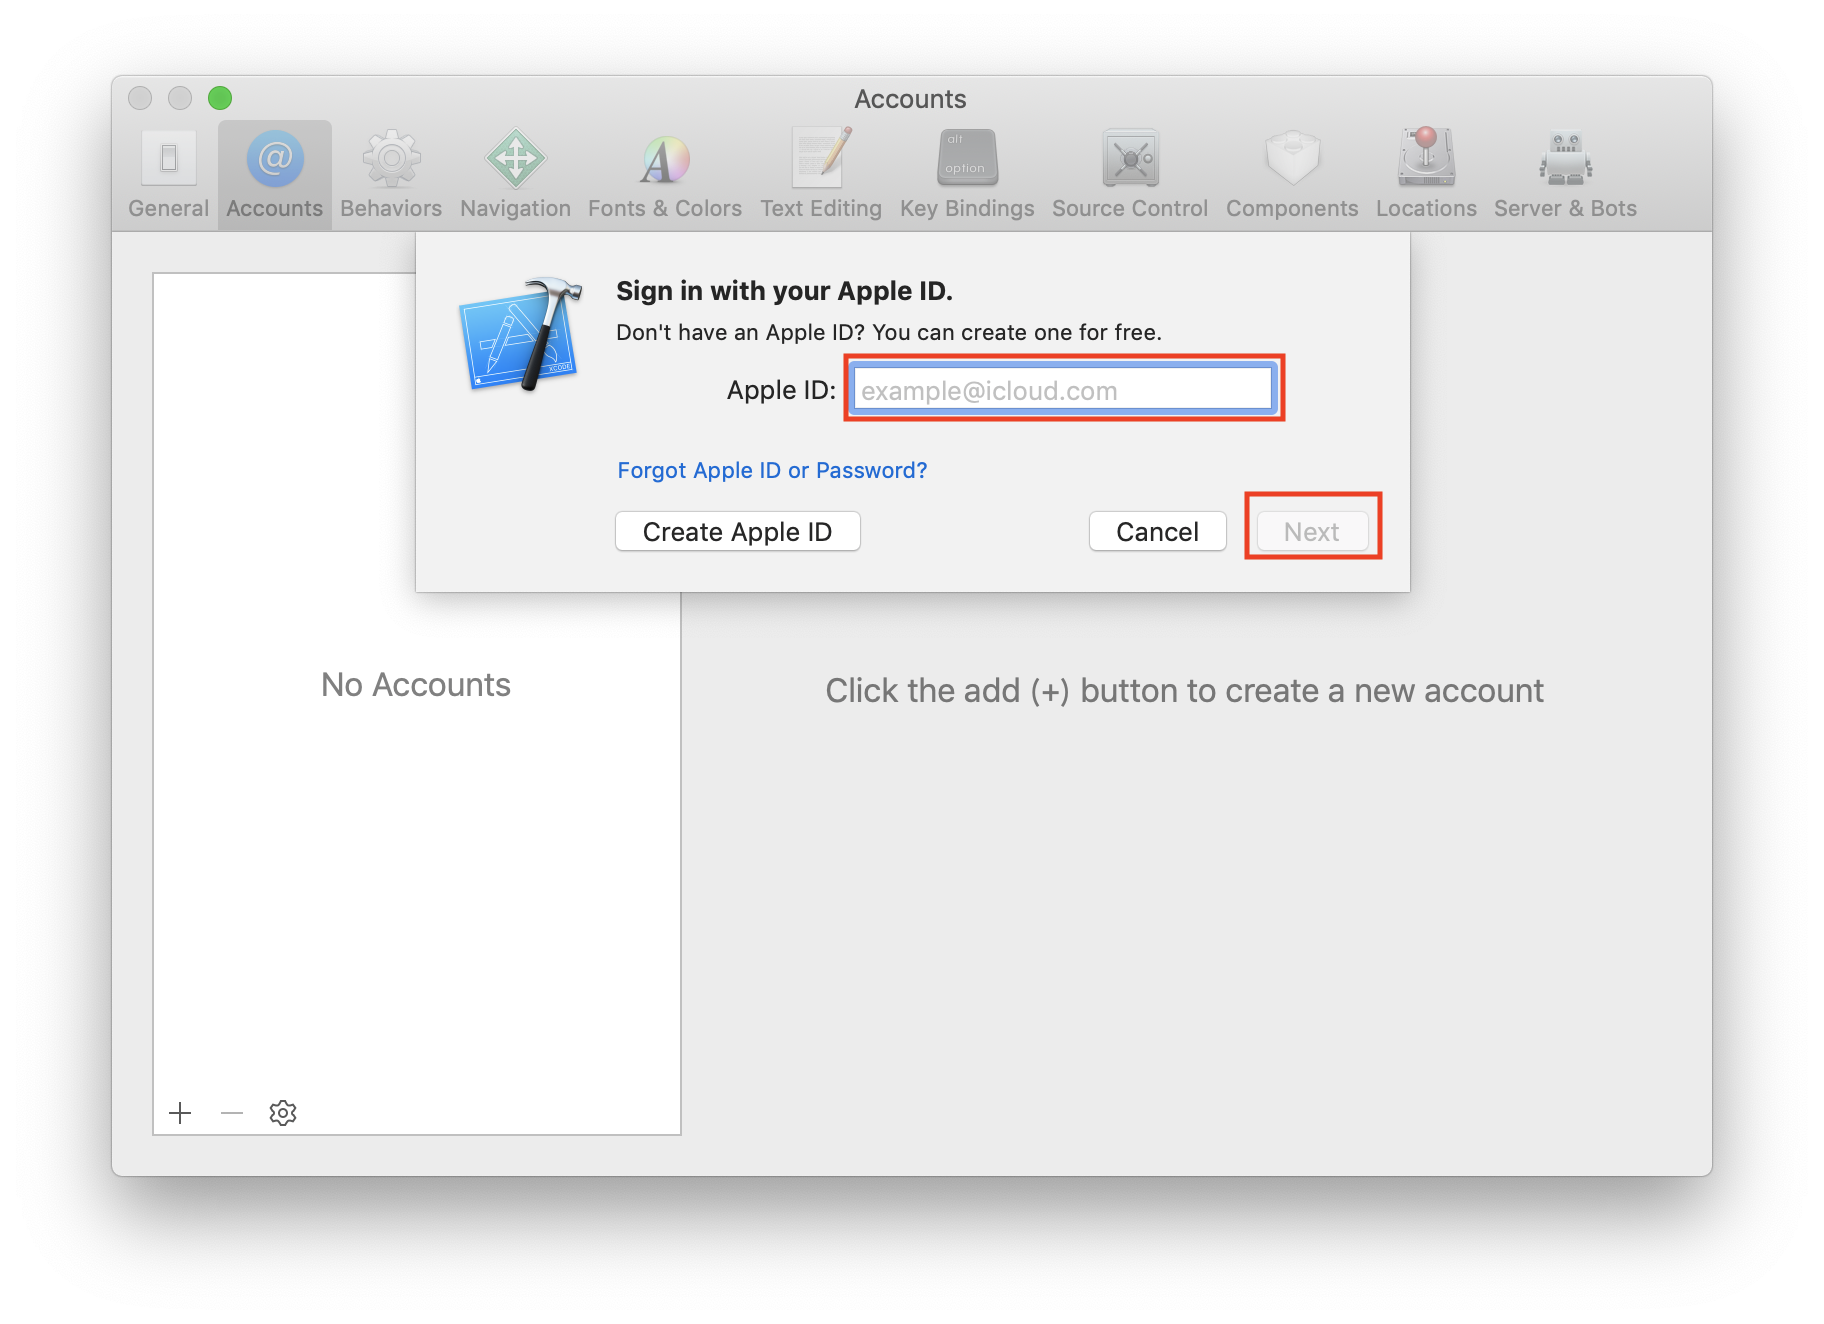 Accounts
alt
option
General Accounts Behaviors Navigation Fonts & Colors Text Editing Key Bindings Source Control Components Locations Server & Bots
Sign in with your Apple ID.
Don't have an Apple ID? You can create one for free.
Apple ID: example@icloud.com
XCODE
Forgot Apple ID or Password?
Create Apple ID Cancel Next
No Accounts
Click the add (+) button to create a new account